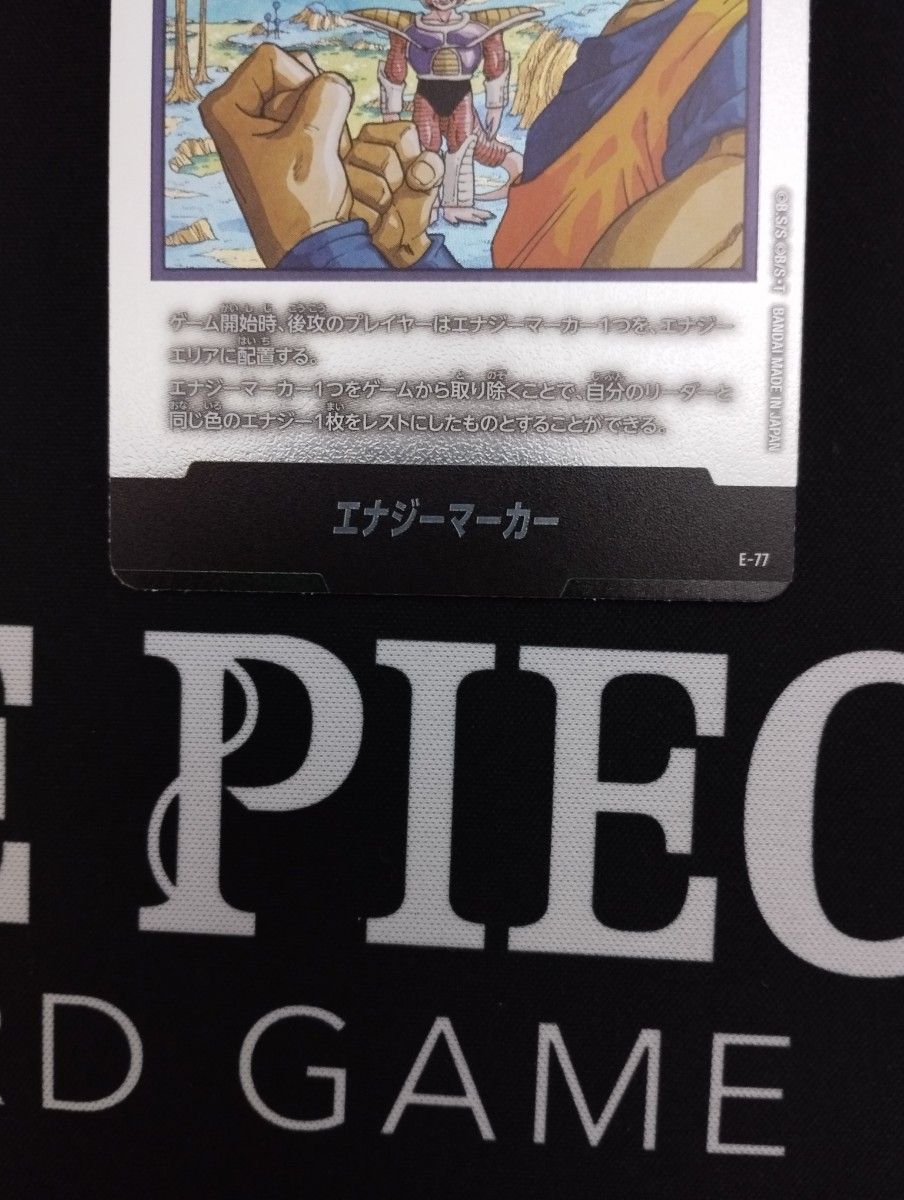 ゲーム開始時、後攻のプレイヤーはエナジーマーカー1つを、エナジー
エリアに配置する。
エナジーマーカー1つをゲームから取り除くことで、自分のリーダーと
同じ色のエナジー1枚をレストにしたものとすることができる。
©B.S/S ©B/S・T BANDAI MADE IN JAPAN
エナジーマーカー
E-77
E PIEC
RD GAME